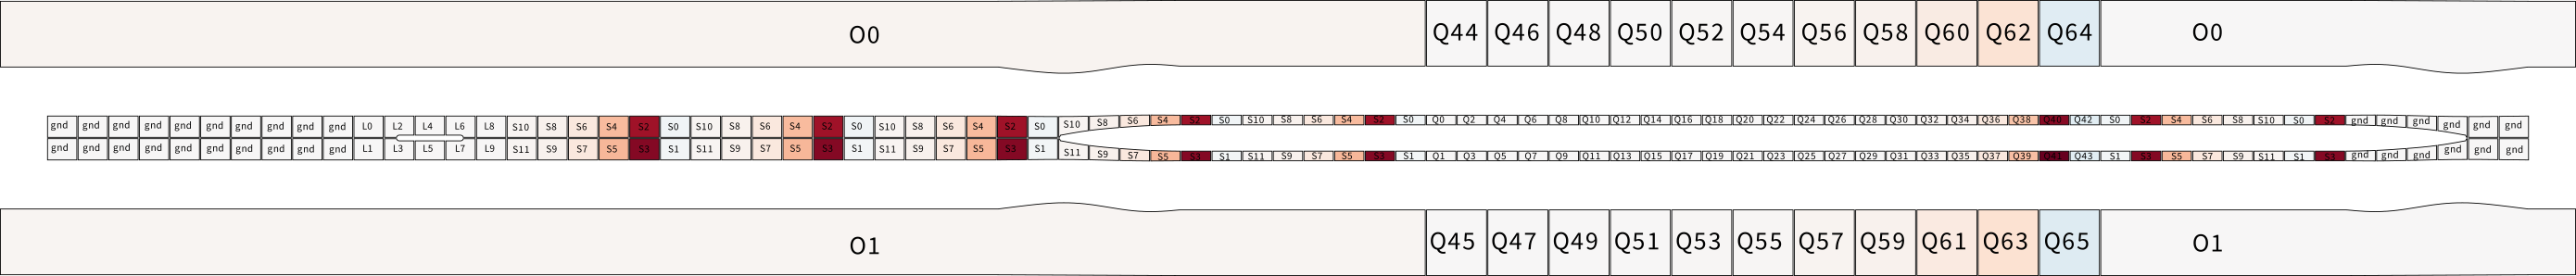 O0 Q44 Q46 Q48 Q50 Q52 Q54 Q56 Q58 Q60 Q62 Q64 O0
gnd gnd gnd gnd gnd gnd gnd gnd gnd gnd L0 L2 L4 L6 L8 S10 S8 S6 S4 S2 S0 S10 S8 S6 S4 S2 S0 S10 S8 S6 S4 S2 S0 S10 S8 S6 S4 S2 S0 S10 S8 S6 S4 S2 S0 Q0 Q2 Q4 Q6 Q8 Q10 Q12 Q14 Q16 Q18 Q20 Q22 Q24 Q26 Q28 Q30 Q32 Q34 Q36 Q38 Q40 Q42 S0 S2 S4 S6 S8 S10 S0 S2 gnd gnd gnd gnd gnd gnd
gnd gnd gnd gnd gnd gnd gnd gnd gnd gnd L1 L3 L5 L7 L9 S11 S9 S7 S5 S3 S1 S11 S9 S7 S5 S3 S1 S11 S9 S7 S5 S3 S1 S11 S9 S7 S5 S3 S1 S11 S9 S7 S5 S3 S1 Q1 Q3 Q5 Q7 Q9 Q11 Q13 Q15 Q17 Q19 Q21 Q23 Q25 Q27 Q29 Q31 Q33 Q35 Q37 Q39 Q41 Q43 S1 S3 S5 S7 S9 S11 S1 S3 gnd gnd gnd gnd gnd gnd
O1 Q45 Q47 Q49 Q51 Q53 Q55 Q57 Q59 Q61 Q63 Q65 O1